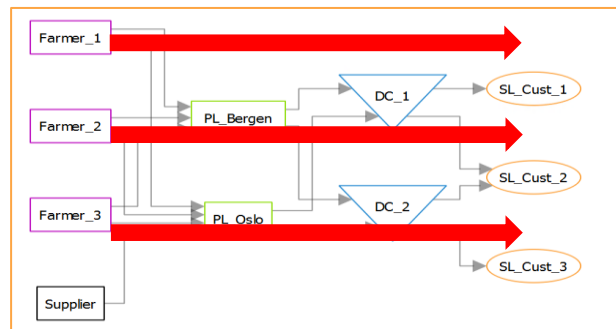 Farmer_1
SL_Cust_1
DC_1
PL_Bergen
Farmer_2
SL_Cust_2
DC_2
Farmer_3
PL_Oslo
SL_Cust_3
Supplier